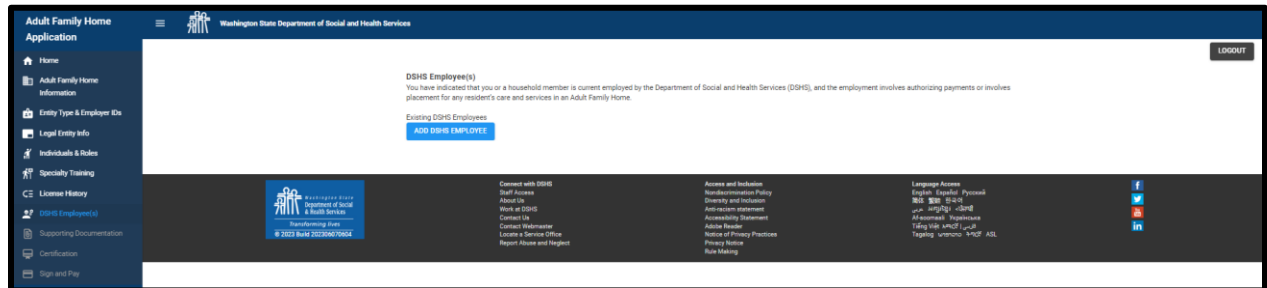 Adult Family Home
Application
Washington State Department of Social and Health Services
LOGOUT
Home
Adult Family Home
Information
Entity Type & Employer IDs
Legal Entity Info
Individuals & Roles
Specialty Training
License History
DSHS Employee(s)
Supporting Documentation
Certification
Sign and Pay
DSHS Employee(s)
You have indicated that you or a household member is current employed by the Department of Social and Health Services (DSHS), and the employment involves authorizing payments or involves
placement for any resident's care and services in an Adult Family Home.
Existing DSHS Employees
ADD DSHS EMPLOYEE
Washington State
Department of Social
& Health Services
Transforming lives
© 2023 Build 202306070604
Connect with DSHS
Staff Access
About Us
Work at DSHS
Contact Us
Contact Webmaster
Locate a Service Office
Report Abuse and Neglect
Access and Inclusion
Nondiscrimination Policy
Diversity and Inclusion
Anti-racism statement
Accessibility Statement
Adobe Reader
Notice of Privacy Practices
Privacy Notice
Rule Making
Language Access
English Español Русский
한국어
عربي
Af-soomaali Українська
Tiếng Việt
Tagalog ASL